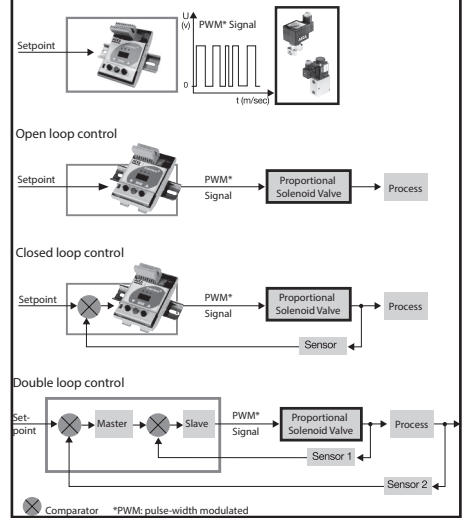 Setpoint
U
(v)
PWM* Signal
0
t (m/sec)
Open loop control
Setpoint
PWM*
Signal
Proportional
Solenoid Valve
Process
Closed loop control
Setpoint
PWM*
Signal
Proportional
Solenoid Valve
Process
Sensor
Double loop control
Set-
point
Master
Slave
PWM*
Signal
Proportional
Solenoid Valve
Process
Sensor 1
Sensor 2
Comparator *PWM: pulse-width modulated